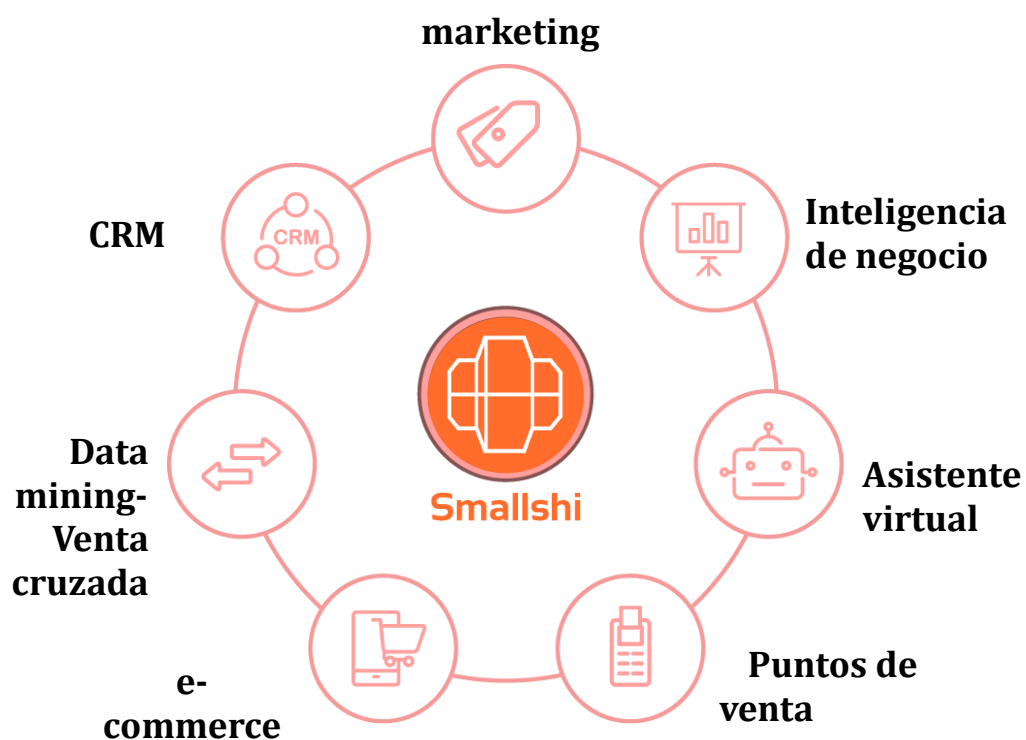 marketing
CRM
CRM
Inteligencia
de negocio
Data
mining-
Venta
cruzada
Smallshi
Asistente
virtual
e-
commerce
Puntos de
venta